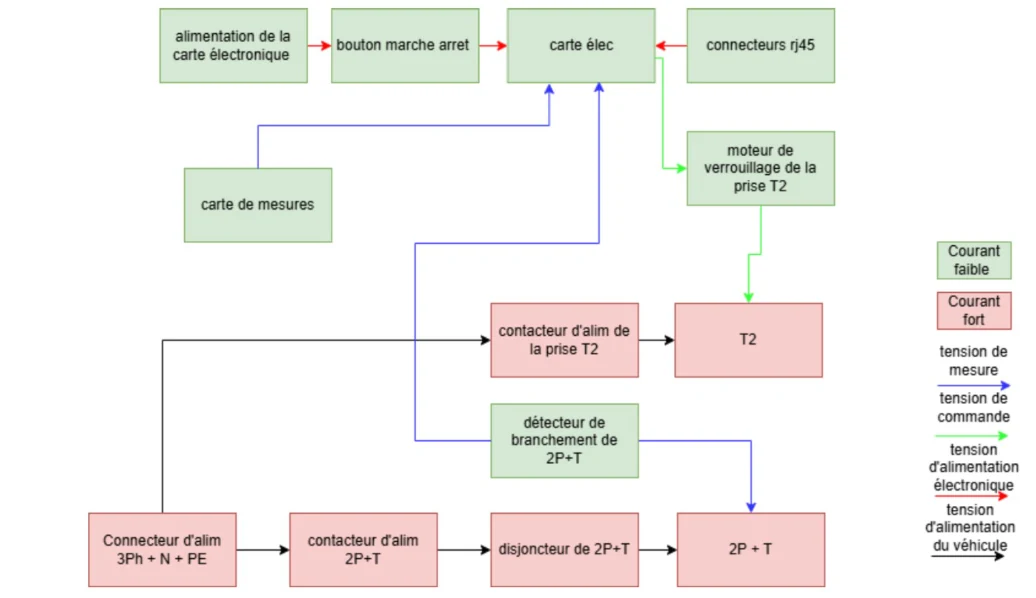 alimentation de la
carte électronique
bouton marche arret
carte élec
connecteurs rj45
moteur de
verrouillage de la
prise T2
carte de mesures
contacteur d'alim de
la prise T2
T2
détecteur de
branchement de
2P+T
Connecteur d'alim
3Ph + N + PE
contacteur d'alim
2P+T
disjoncteur de 2P+T
2P + T
Courant
faible
Courant
fort
tension de
mesure
tension de
commande
tension
d'alimentation
électronique
tension
d'alimentation
du véhicule